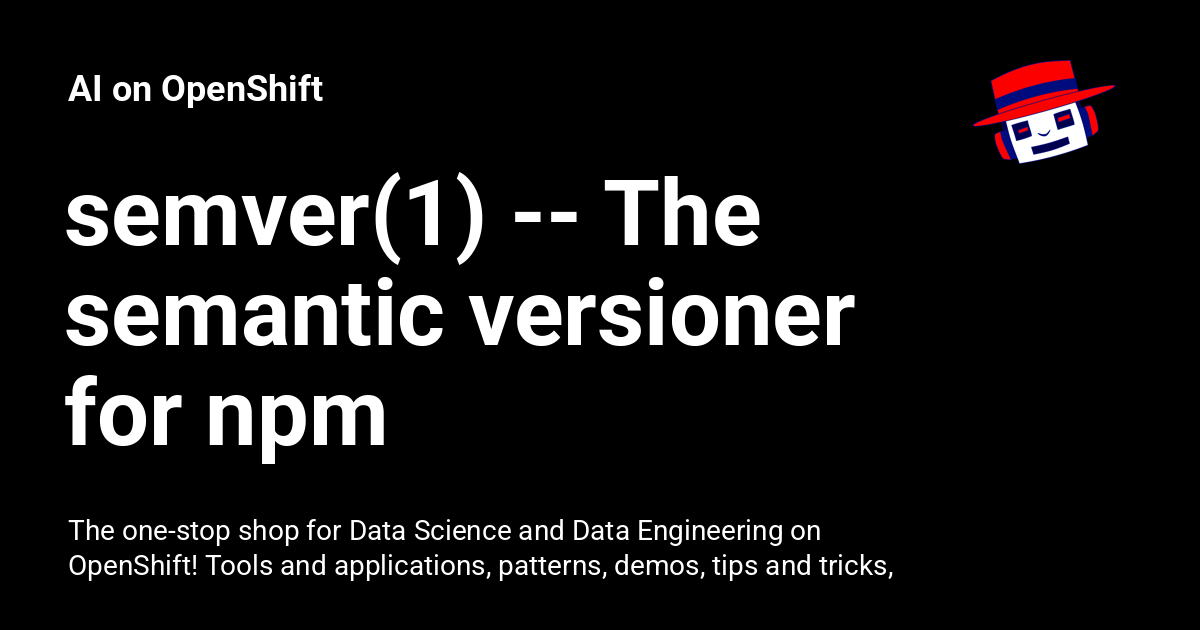 AI on OpenShift
semver(1) -- The
semantic versioner
for npm
The one-stop shop for Data Science and Data Engineering on
OpenShift! Tools and applications, patterns, demos, tips and tricks,